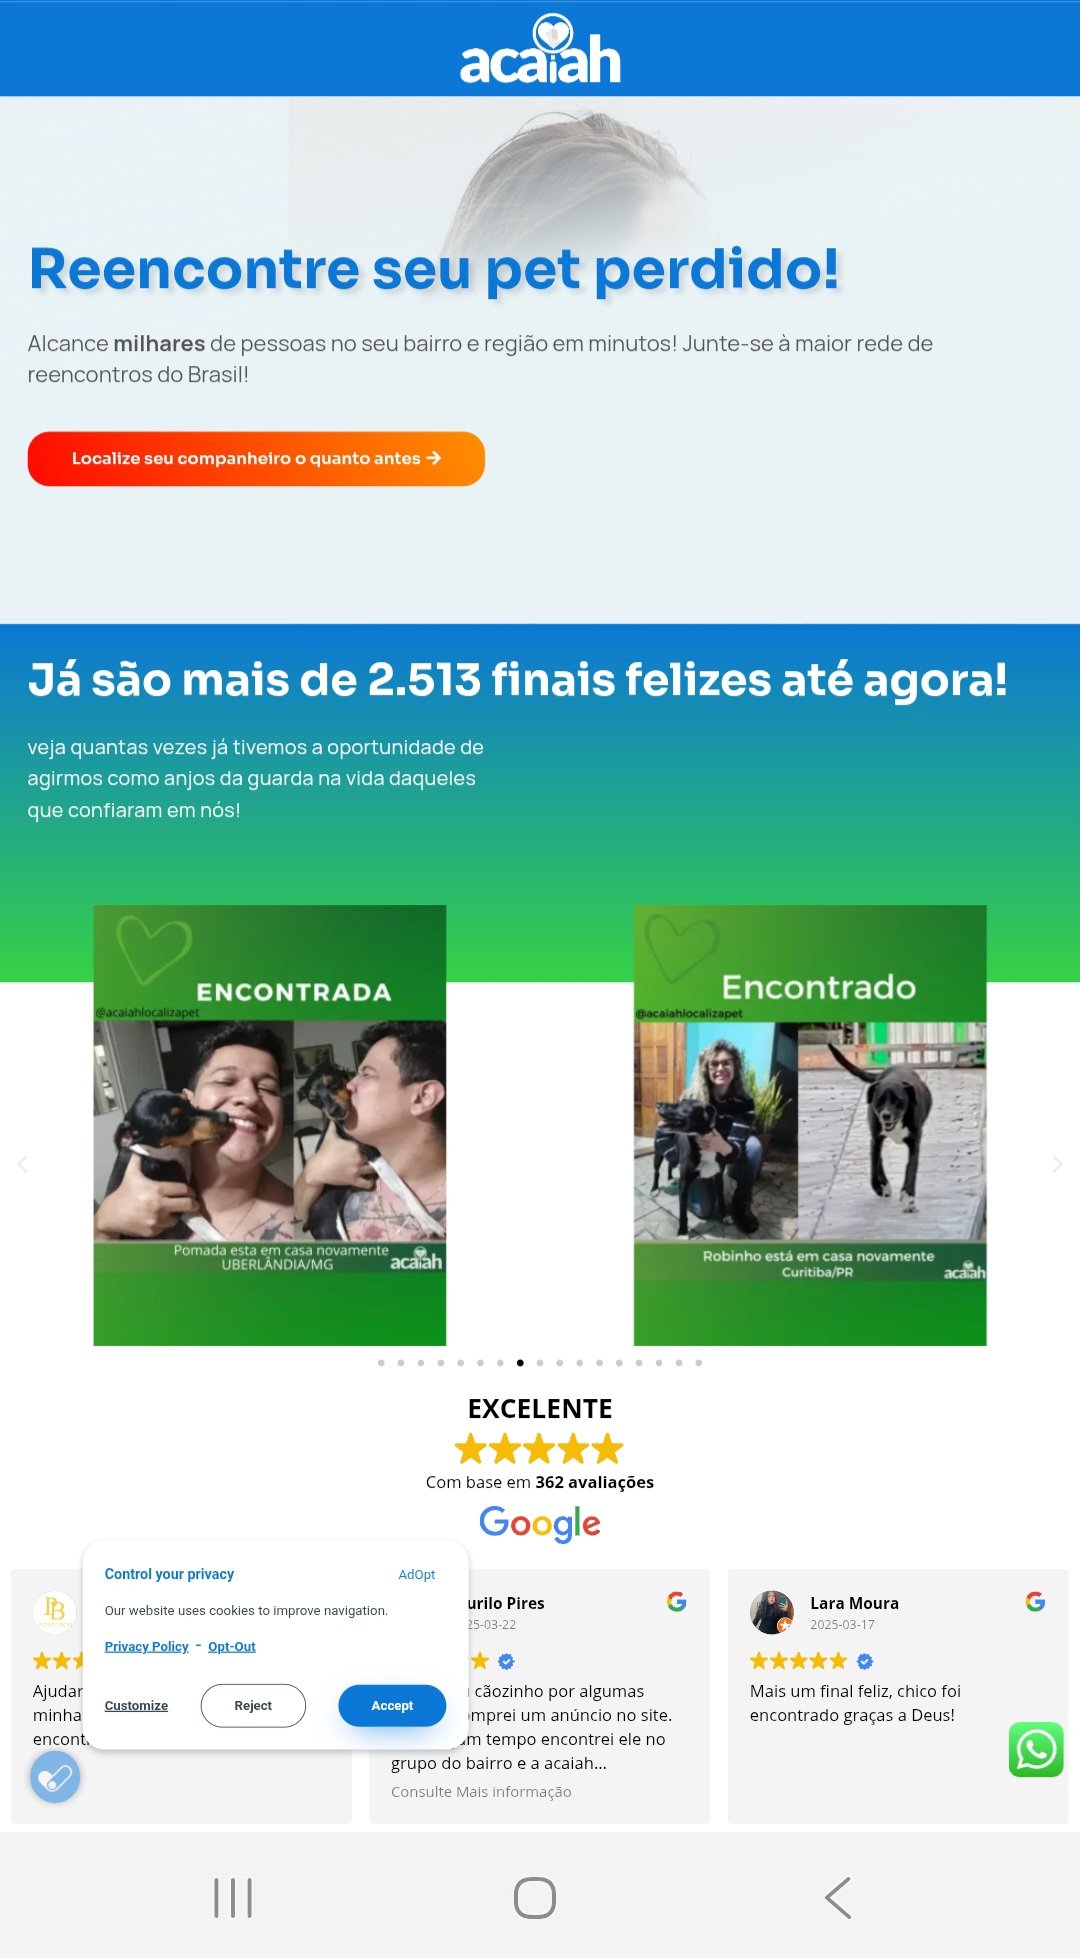 acaiah
Reencontre seu pet perdido!
Alcance milhares de pessoas no seu bairro e região em minutos! Junte-se à maior rede de
reencontros do Brasil!
Localize seu companheiro o quanto antes →
Já são mais de 2.513 finais felizes até agora!
veja quantas vezes já tivemos a oportunidade de
agirmos como anjos da guarda na vida daqueles
que confiaram em nós!
ENCONTRADA
@acaiahlocalizapet
Pomada esta em casa novamente
UBERLÂNDIA/MG
acaiah
Encontrado
@acaiahlocalizapet
Robinho está em casa novamente
Curitiba/PR
acaiah
EXCELENTE
Com base em 362 avaliações
Google
Control your privacy
AdOpt
Our website uses cookies to improve navigation.
Privacy Policy - Opt-Out
Customize
Reject
Accept
PB
Ajudar
minha
encont
urilo Pires
25-03-22
cãozinho por algumas
omprei um anúncio no site.
m tempo encontrei ele no
grupo do bairro e a acaiah...
Consulte Mais informação
Lara Moura
2025-03-17
Mais um final feliz, chico foi
encontrado graças a Deus!